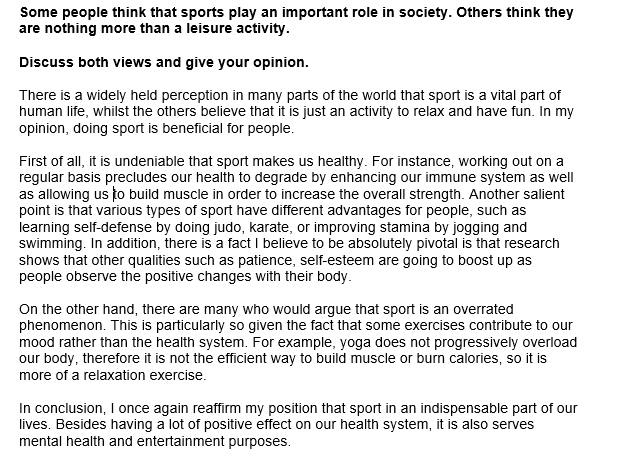 Some people think that sports play an important role in society. Others think they
are nothing more than a leisure activity.
Discuss both views and give your opinion.
There is a widely held perception in many parts of the world that sport is a vital part of
human life, whilst the others believe that it is just an activity to relax and have fun. In my
opinion, doing sport is beneficial for people.
First of all, it is undeniable that sport makes us healthy. For instance, working out on a
regular basis precludes our health to degrade by enhancing our immune system as well
as allowing us to build muscle in order to increase the overall strength. Another salient
point is that various types of sport have different advantages for people, such as
learning self-defense by doing judo, karate, or improving stamina by jogging and
swimming. In addition, there is a fact I believe to be absolutely pivotal is that research
shows that other qualities such as patience, self-esteem are going to boost up as
people observe the positive changes with their body.
On the other hand, there are many who would argue that sport is an overrated
phenomenon. This is particularly so given the fact that some exercises contribute to our
mood rather than the health system. For example, yoga does not progressively overload
our body, therefore it is not the efficient way to build muscle or burn calories, so it is
more of a relaxation exercise.
In conclusion, I once again reaffirm my position that sport in an indispensable part of our
lives. Besides having a lot of positive effect on our health system, it is also serves
mental health and entertainment purposes.